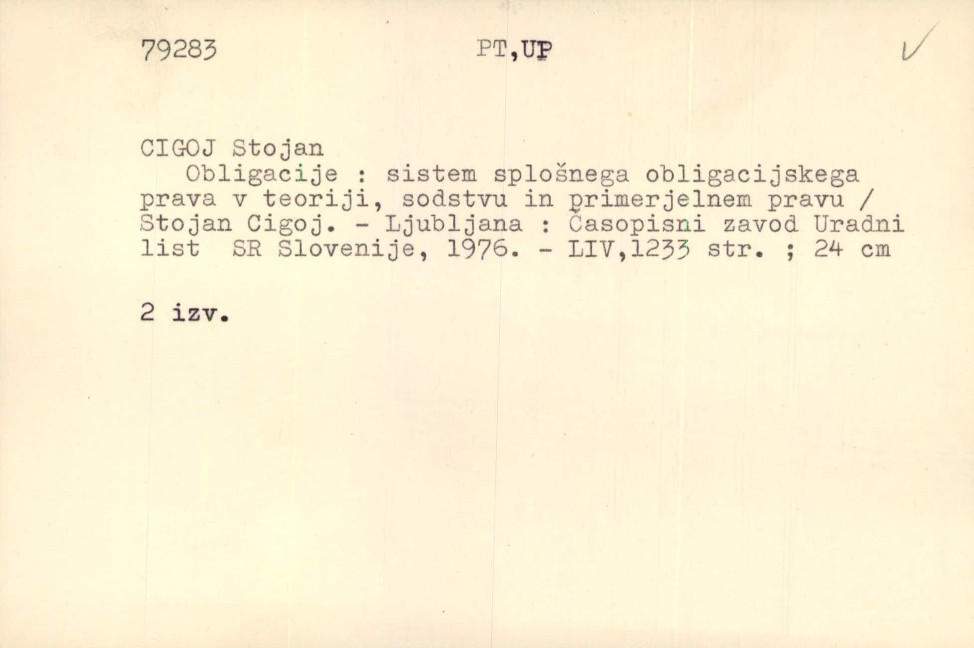 79283 PT,UP
CIGOJ Stojan
Obligacije : sistem splošnega obligacijskega
prava v teoriji, sodstvu in primerjelnem pravu /
Stojan Cigoj. - Ljubljana : Časopisni zavod Uradni
list SR Slovenije, 1976. - LIV,1233 str. ; 24 cm
2 izv.